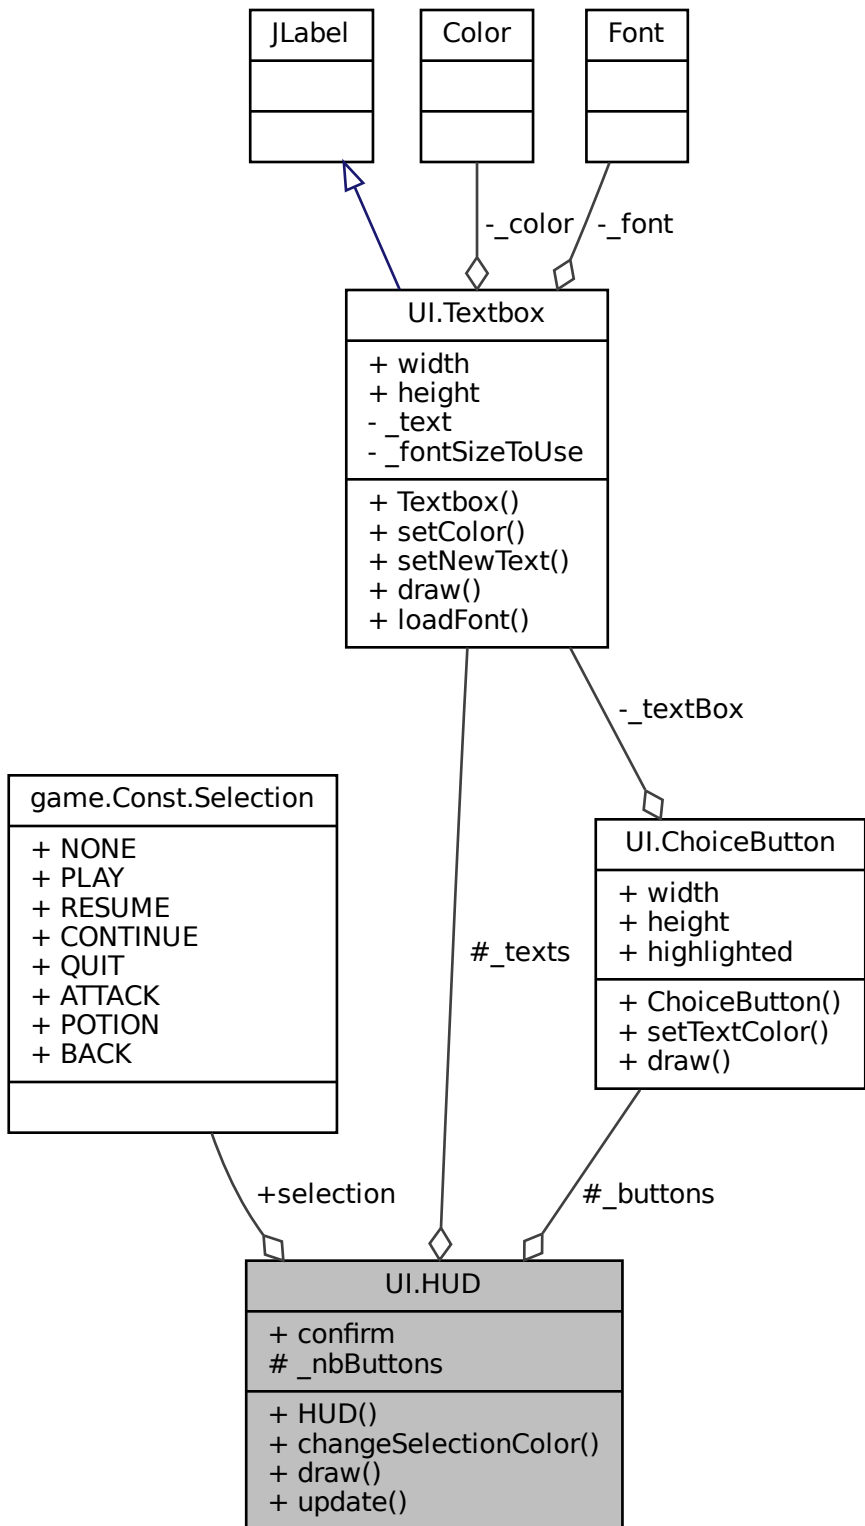 JLabel
Color
Font
-_color
-_font
UI.Textbox
+ width
+ height
- _text
- _fontSizeToUse
+ Textbox()
+ setColor()
+ setNewText()
+ draw()
+ loadFont()
-_textBox
game.Const.Selection
+ NONE
+ PLAY
+ RESUME
+ CONTINUE
+ QUIT
+ ATTACK
+ POTION
+ BACK
UI.ChoiceButton
+ width
+ height
+ highlighted
+ ChoiceButton()
+ setTextColor()
+ draw()
#_texts
+selection
#_buttons
UI.HUD
+ confirm
# _nbButtons
+ HUD()
+ changeSelectionColor()
+ draw()
+ update()